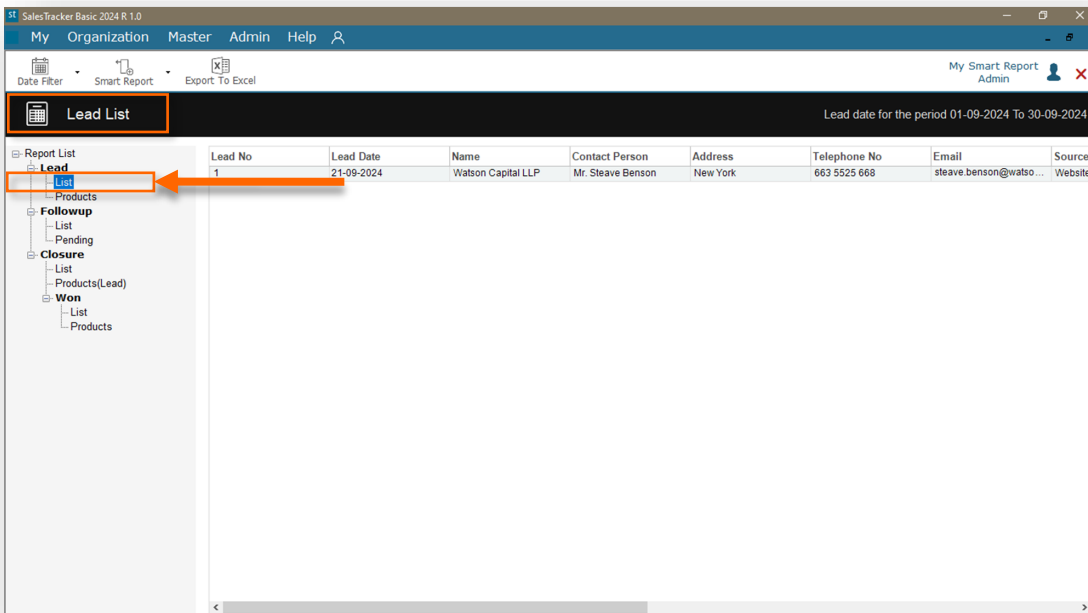 st SalesTracker Basic 2024 R 1.0
My Organization Master Admin Help
Date Filter Smart Report Export To Excel
My Smart Report
Admin
Lead List
Lead date for the period 01-09-2024 To 30-09-2024
Report List
Lead
List
Products
Followup
List
Pending
Closure
List
Products(Lead)
Won
List
Products
Lead No Lead Date Name Contact Person Address Telephone No Email Source
1 21-09-2024 Watson Capital LLP Mr. Steave Benson New York 663 5525 668 steave.benson@watso... Website